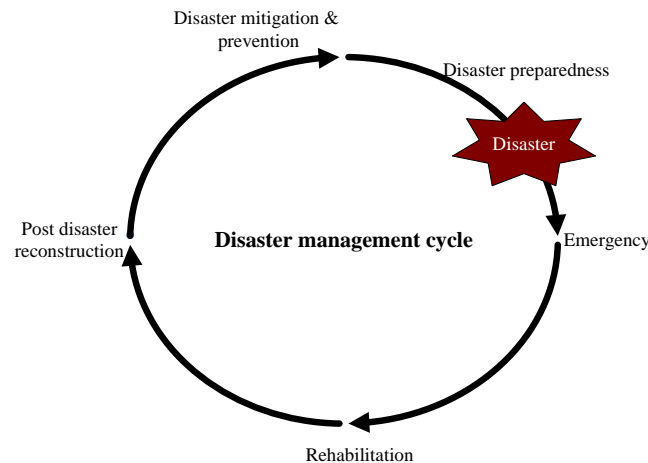 Disaster mitigation &
prevention
Disaster preparedness
Disaster
Post disaster
reconstruction
Disaster management cycle
Emergency
Rehabilitation